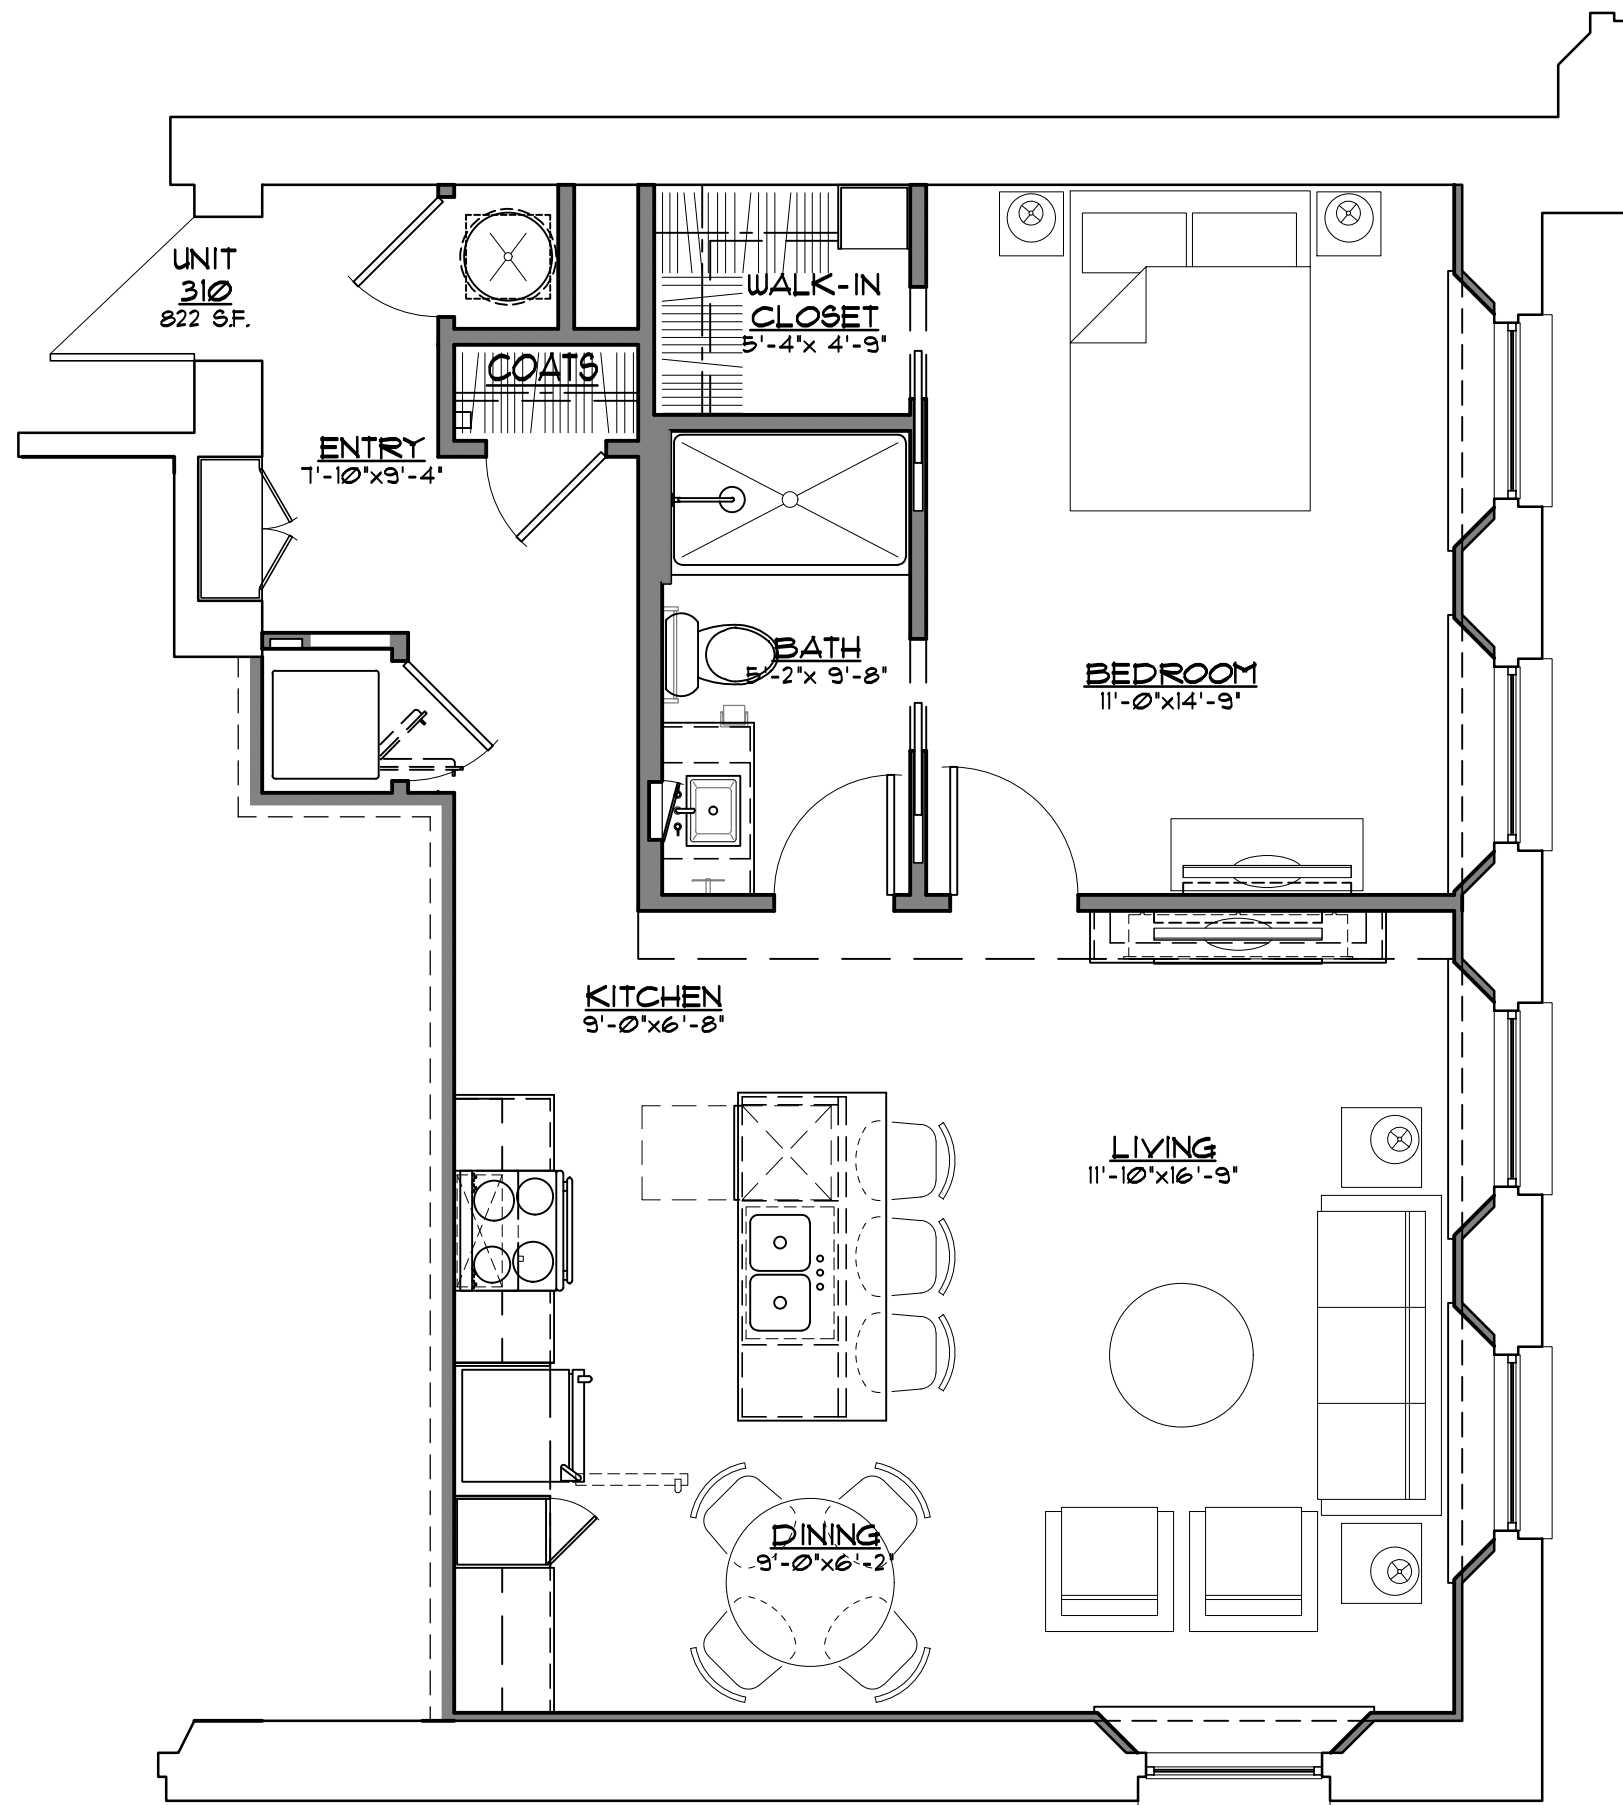 UNIT
310
822 S.F.
WALK-IN
CLOSET
5'-4"x 4'-9"
COATS
ENTRY
7'-10"x9'-4"
BATH
5'-2"x 9'-8"
BEDROOM
11'-0"x14'-9"
KITCHEN
9'-0"x6'-8"
LIVING
11'-10"x16'-9"
DINING
9'-0"x6'-2"